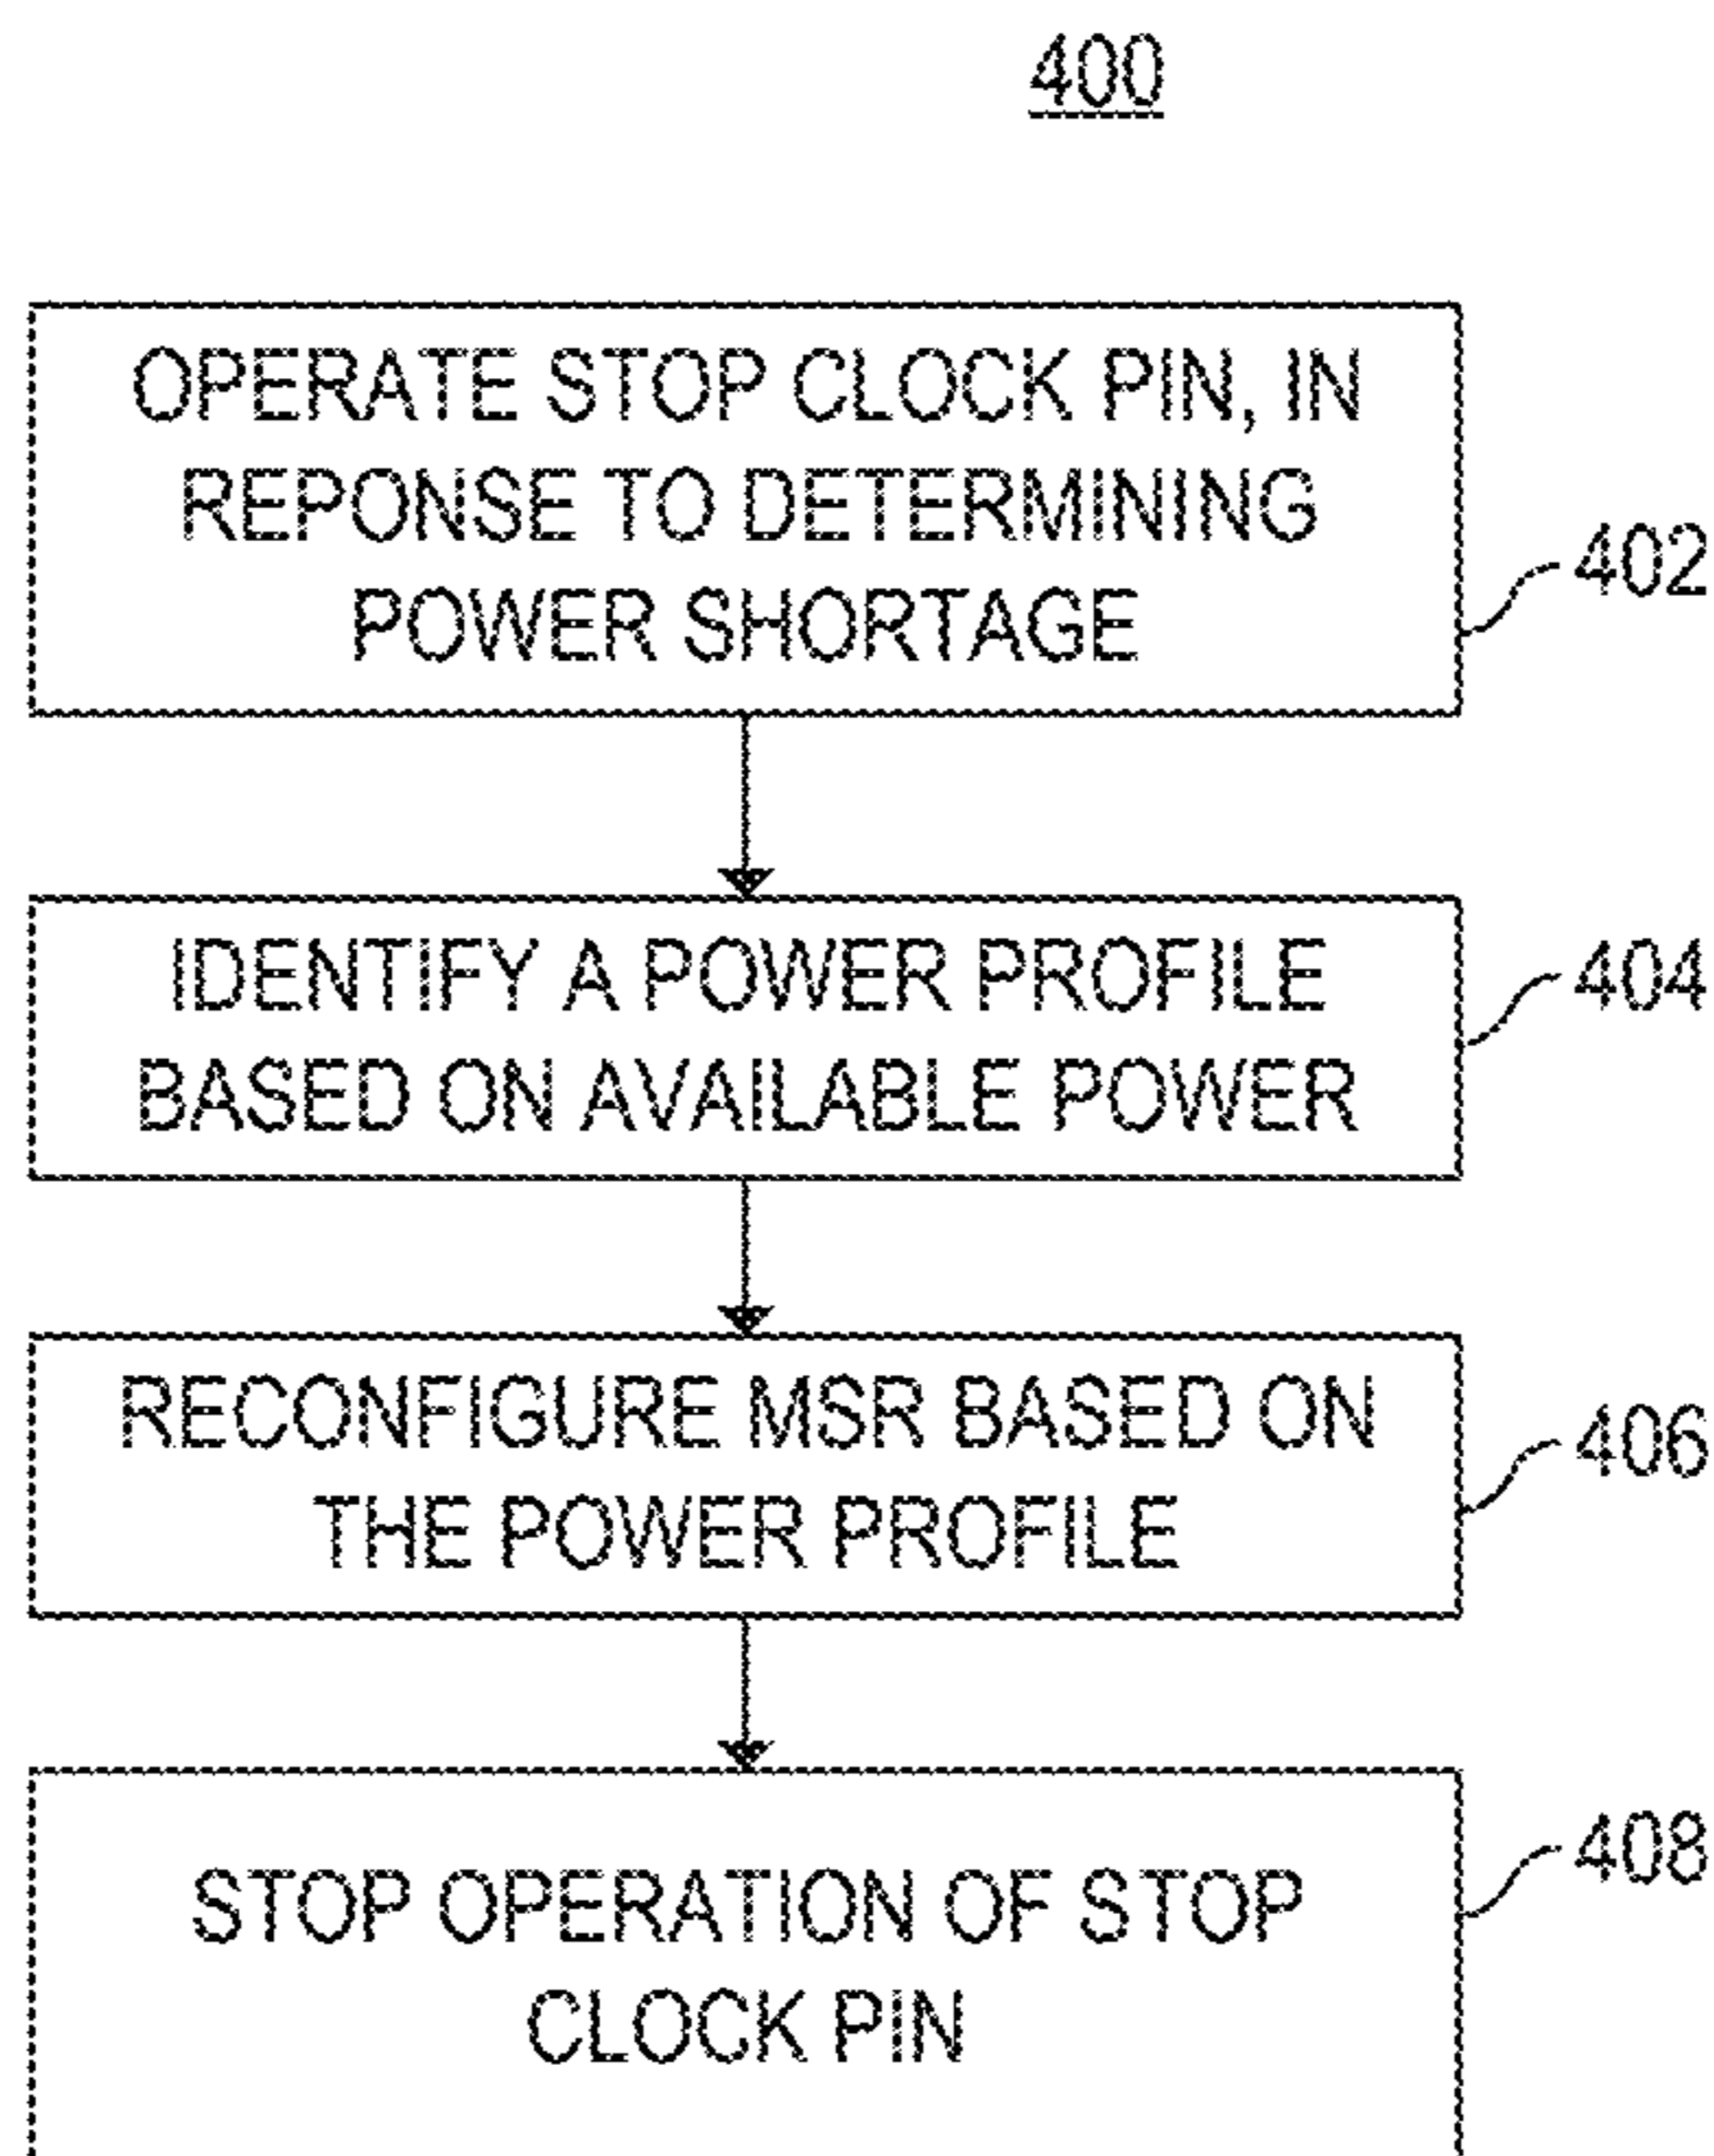 400
OPERATE STOP CLOCK PIN, IN
REPONSE TO DETERMINING
POWER SHORTAGE
402
IDENTIFY A POWER PROFILE
BASED ON AVAILABLE POWER
404
RECONFIGURE MSR BASED ON
THE POWER PROFILE
406
STOP OPERATION OF STOP
CLOCK PIN
408